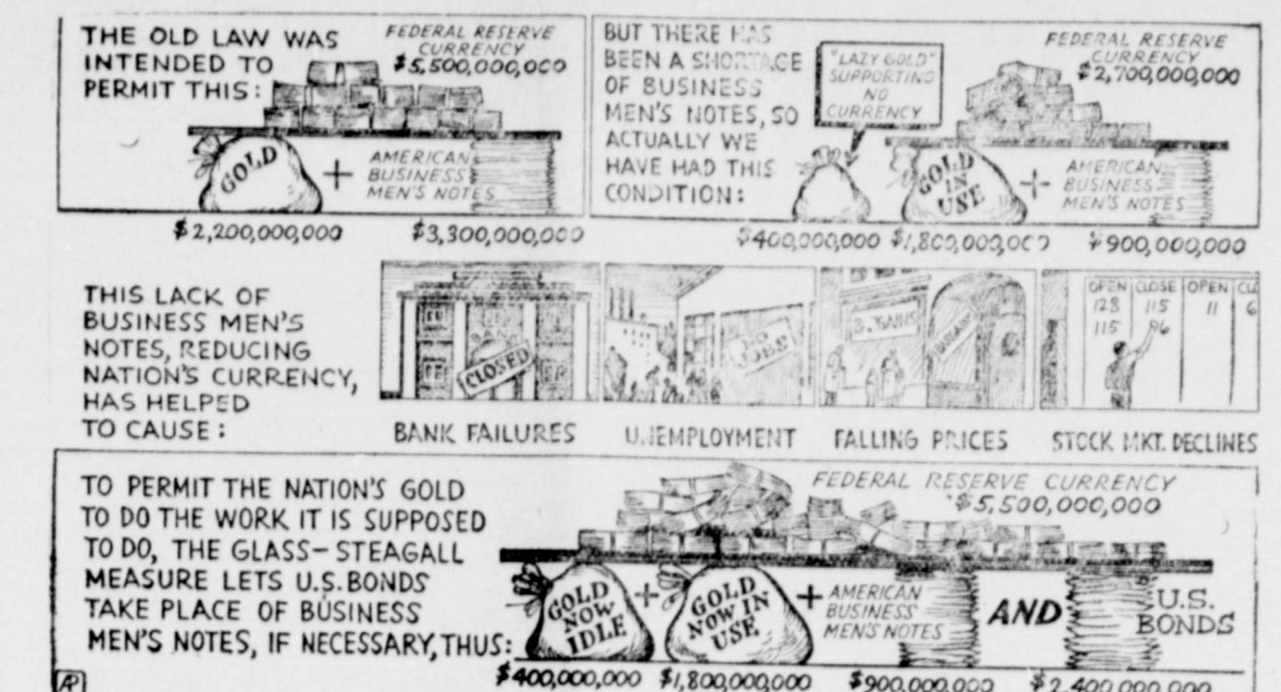 THE OLD LAW WAS
INTENDED TO
PERMIT THIS:
FEDERAL RESERVE
CURRENCY
$5,500,000,000
GOLD
+
AMERICAN
BUSINESS
MEN'S NOTES
$2,200,000,000
$3,300,000,000
BUT THERE HAS
BEEN A SHORTAGE
OF BUSINESS
MEN'S NOTES, SO
ACTUALLY WE
HAVE HAD THIS
CONDITION:
"LAZY GOLD"
SUPPORTING
NO
CURRENCY
FEDERAL RESERVE
CURRENCY
$2,700,000,000
GOLD
IN
USE
+
AMERICAN
BUSINESS
MEN'S NOTES
$400,000,000 $1,800,000,000 $900,000,000
THIS LACK OF
BUSINESS MEN'S
NOTES, REDUCING
NATION'S CURRENCY,
HAS HELPED
TO CAUSE:
BANK
CLOSED
BANK FAILURES
NO
JOBS
UNEMPLOYMENT
BARGAINS
BARGAINS
FALLING PRICES
OPEN CLOSE OPEN CLO
128 115 11 6
115 96
STOCK MKT. DECLINES
TO PERMIT THE NATION'S GOLD
TO DO THE WORK IT IS SUPPOSED
TO DO, THE GLASS-STEAGALL
MEASURE LETS U.S. BONDS
TAKE PLACE OF BUSINESS
MEN'S NOTES, IF NECESSARY, THUS:
FEDERAL RESERVE CURRENCY
$5,500,000,000
GOLD
NOW
IDLE
+
GOLD
NOW IN
USE
+
AMERICAN
BUSINESS
MEN'S NOTES
AND
U.S.
BONDS
$400,000,000 $1,800,000,000 $900,000,000 $2,400,000,000
AP